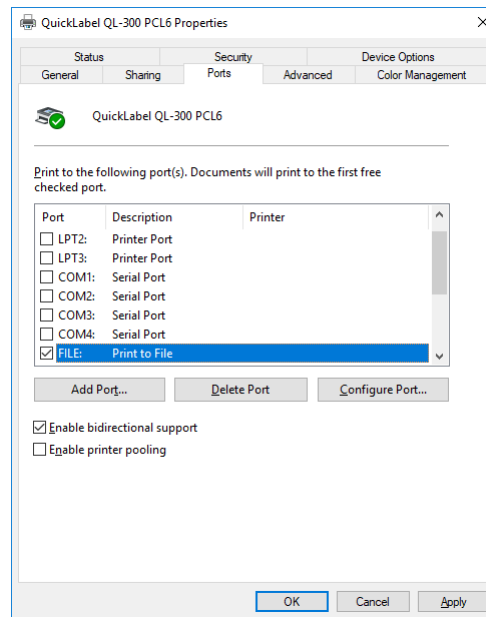 QuickLabel QL-300 PCL6 Properties
Status Security Device Options
General Sharing Ports Advanced Color Management
QuickLabel QL-300 PCL6
Print to the following port(s). Documents will print to the first free
checked port.
Port Description Printer
LPT2: Printer Port
LPT3: Printer Port
COM1: Serial Port
COM2: Serial Port
COM3: Serial Port
COM4: Serial Port
FILE: Print to File
Add Port... Delete Port Configure Port...
Enable bidirectional support
Enable printer pooling
OK Cancel Apply